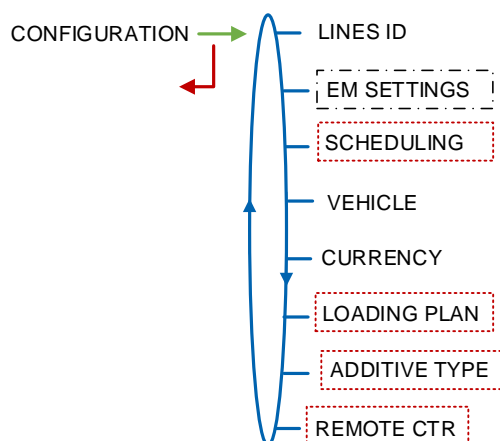 CONFIGURATION
LINES ID
EM SETTINGS
SCHEDULING
VEHICLE
CURRENCY
LOADING PLAN
ADDITIVE TYPE
REMOTE CTR